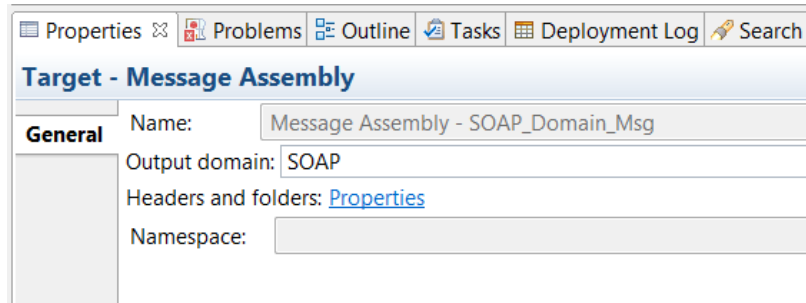 Properties Problems Outline Tasks Deployment Log Search
Target - Message Assembly
General
Name: Message Assembly - SOAP_Domain_Msg
Output domain: SOAP
Headers and folders: Properties
Namespace: